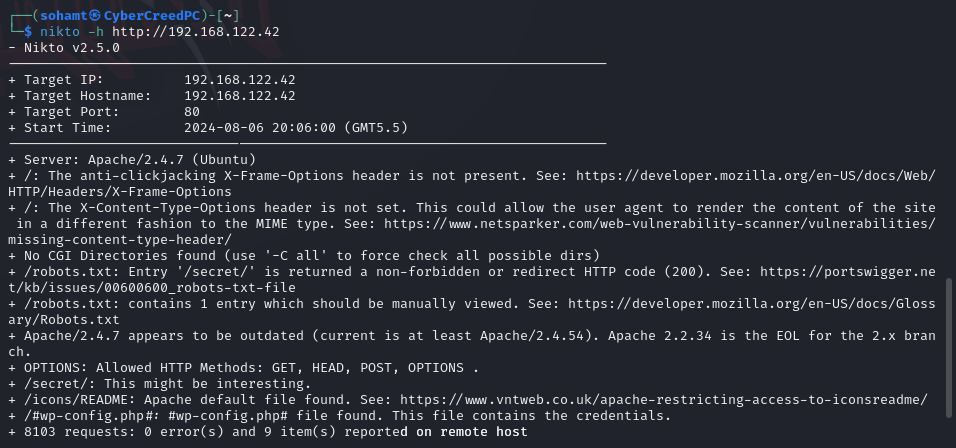 ┌──(sohamt㉿CyberCreedPC)-[~]
└─$ nikto -h http://192.168.122.42
- Nikto v2.5.0
---------------------------------------------------------------------------
+ Target IP:          192.168.122.42
+ Target Hostname:    192.168.122.42
+ Target Port:        80
+ Start Time:         2024-08-06 20:06:00 (GMT5.5)
---------------------------------------------------------------------------
+ Server: Apache/2.4.7 (Ubuntu)
+ /: The anti-clickjacking X-Frame-Options header is not present. See: https://developer.mozilla.org/en-US/docs/Web/
HTTP/Headers/X-Frame-Options
+ /: The X-Content-Type-Options header is not set. This could allow the user agent to render the content of the site
 in a different fashion to the MIME type. See: https://www.netsparker.com/web-vulnerability-scanner/vulnerabilities/
missing-content-type-header/
+ No CGI Directories found (use '-C all' to force check all possible dirs)
+ /robots.txt: Entry '/secret/' is returned a non-forbidden or redirect HTTP code (200). See: https://portswigger.ne
t/kb/issues/00600600_robots-txt-file
+ /robots.txt: contains 1 entry which should be manually viewed. See: https://developer.mozilla.org/en-US/docs/Gloss
ary/Robots.txt
+ Apache/2.4.7 appears to be outdated (current is at least Apache/2.4.54). Apache 2.2.34 is the EOL for the 2.x bran
ch.
+ OPTIONS: Allowed HTTP Methods: GET, HEAD, POST, OPTIONS .
+ /secret/: This might be interesting.
+ /icons/README: Apache default file found. See: https://www.vntweb.co.uk/apache-restricting-access-to-iconsreadme/
+ /#wp-config.php#: #wp-config.php# file found. This file contains the credentials.
+ 8103 requests: 0 error(s) and 9 item(s) reported on remote host